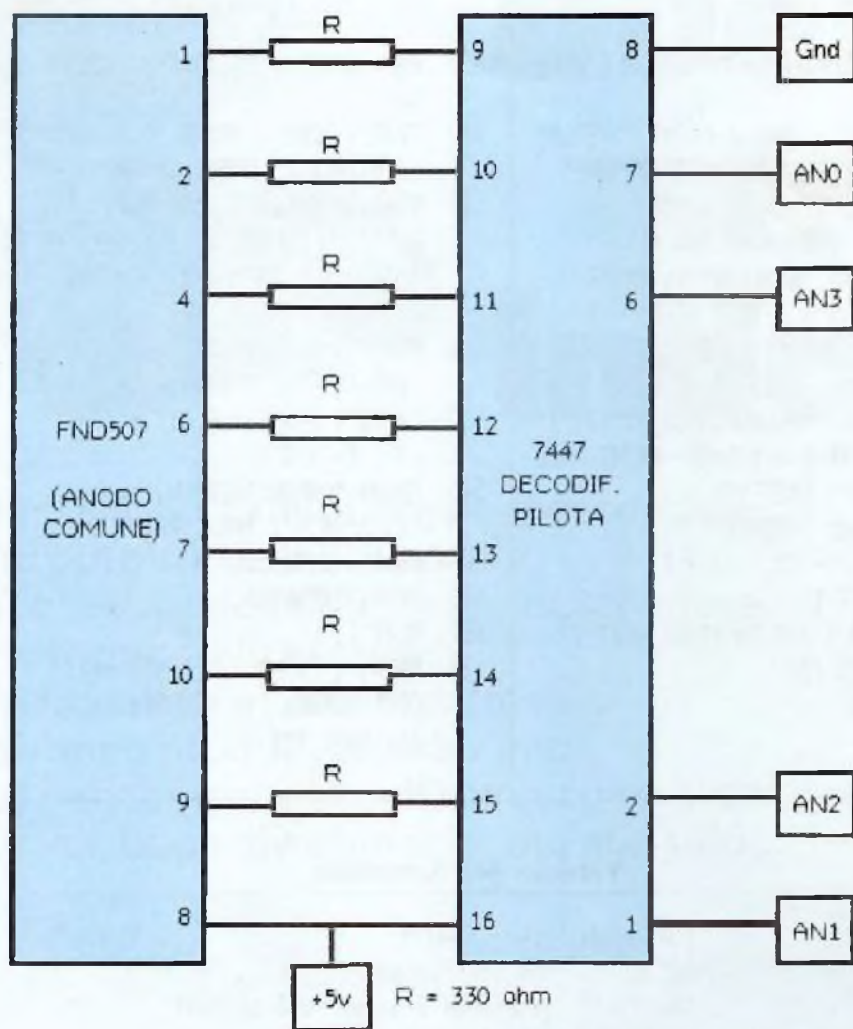 R
1 9 8 Gnd
R
2 10 7 AN0
R
4 11 6 AN3
R
6 12
FND507
(ANODO
COMUNE)
7447
DECODIF.
PILOTA
R
7 13
R
10 14
R
9 15 2 AN2
8 16 1 AN1
+5v R = 330 ohm